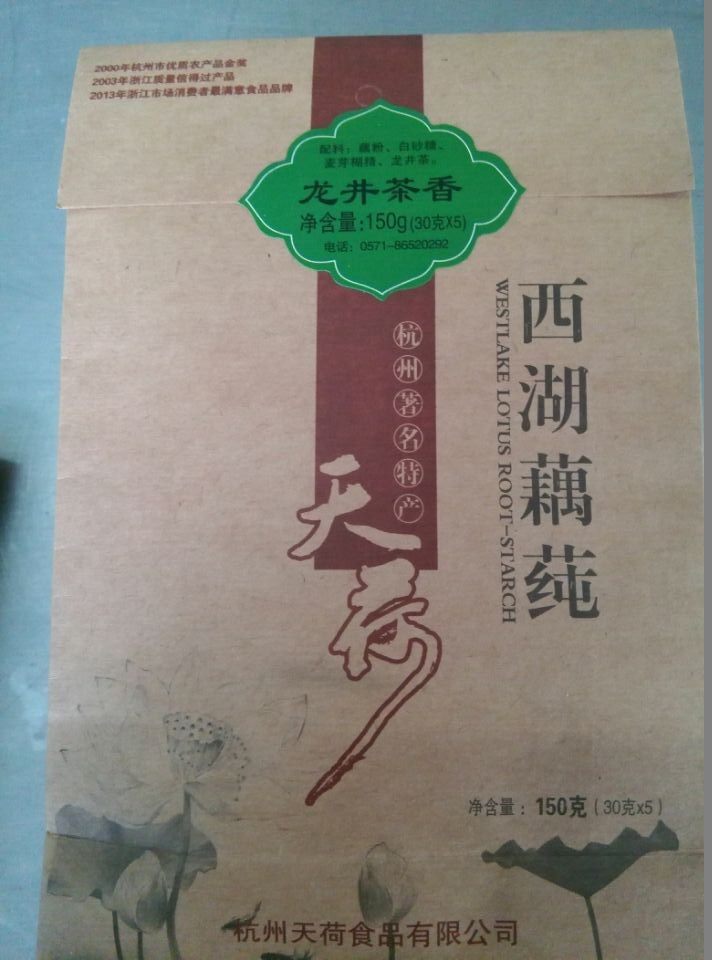 2000年杭州市优质农产品金奖
2003年浙江质量信得过产品
2013年浙江市场消费者最满意食品品牌
配料：藕粉、白砂糖、
麦芽糊精、龙井茶。
龙井茶香
净含量：150g(30克X5)
电话：0571-86520292
西湖藕莼
WESTLAKE LOTUS ROOT-STARCH
杭州著名特产
天荷
净含量：150克（30克x5）
杭州天荷食品有限公司